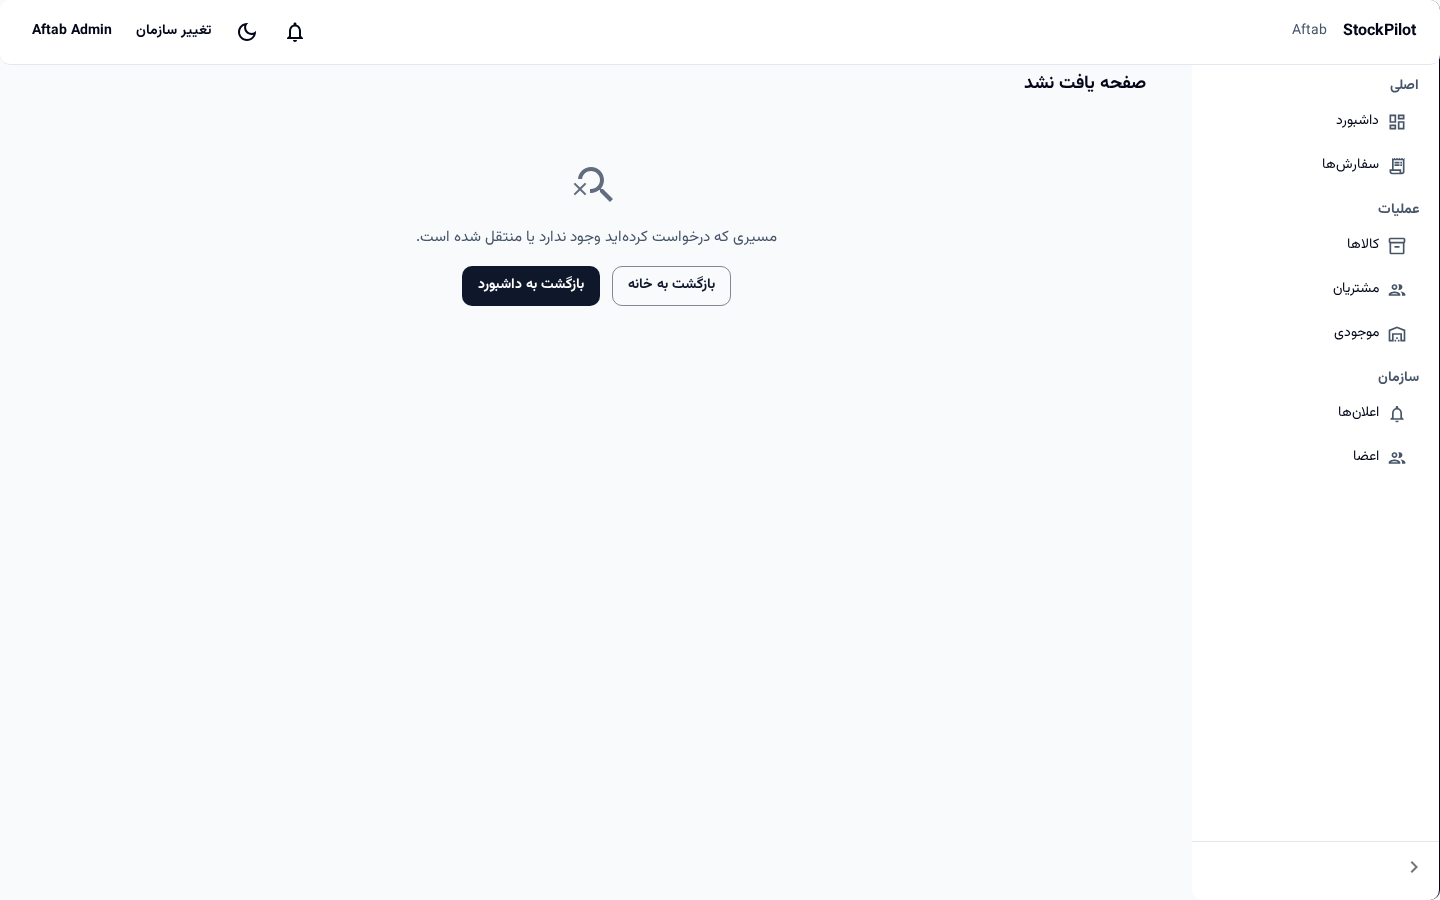 StockPilot
Aftab
تغییر سازمان
Aftab Admin
اصلی
داشبورد
سفارش‌ها
عملیات
کالاها
مشتریان
موجودی
سازمان
اعلان‌ها
اعضا
صفحه یافت نشد
مسیری که درخواست کرده‌اید وجود ندارد یا منتقل شده است.
بازگشت به خانه
بازگشت به داشبورد